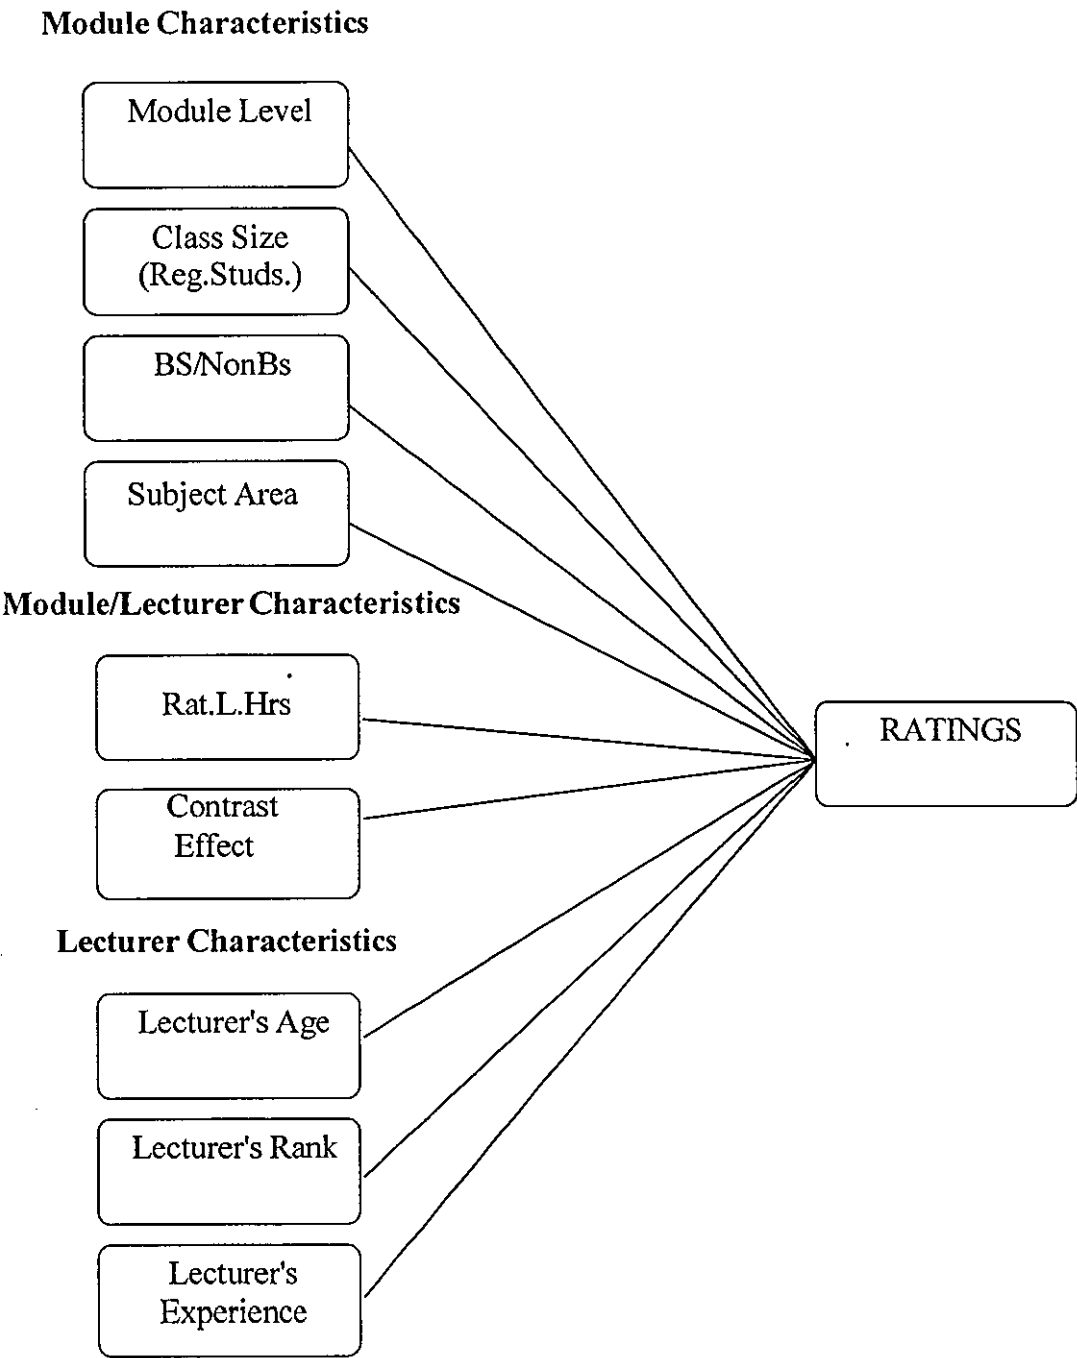 Module Characteristics
Module Level
Class Size
(Reg.Studs.)
BS/NonBs
Subject Area
Module/Lecturer Characteristics
Rat.L.Hrs
Contrast
Effect
RATINGS
Lecturer Characteristics
Lecturer's Age
Lecturer's Rank
Lecturer's
Experience